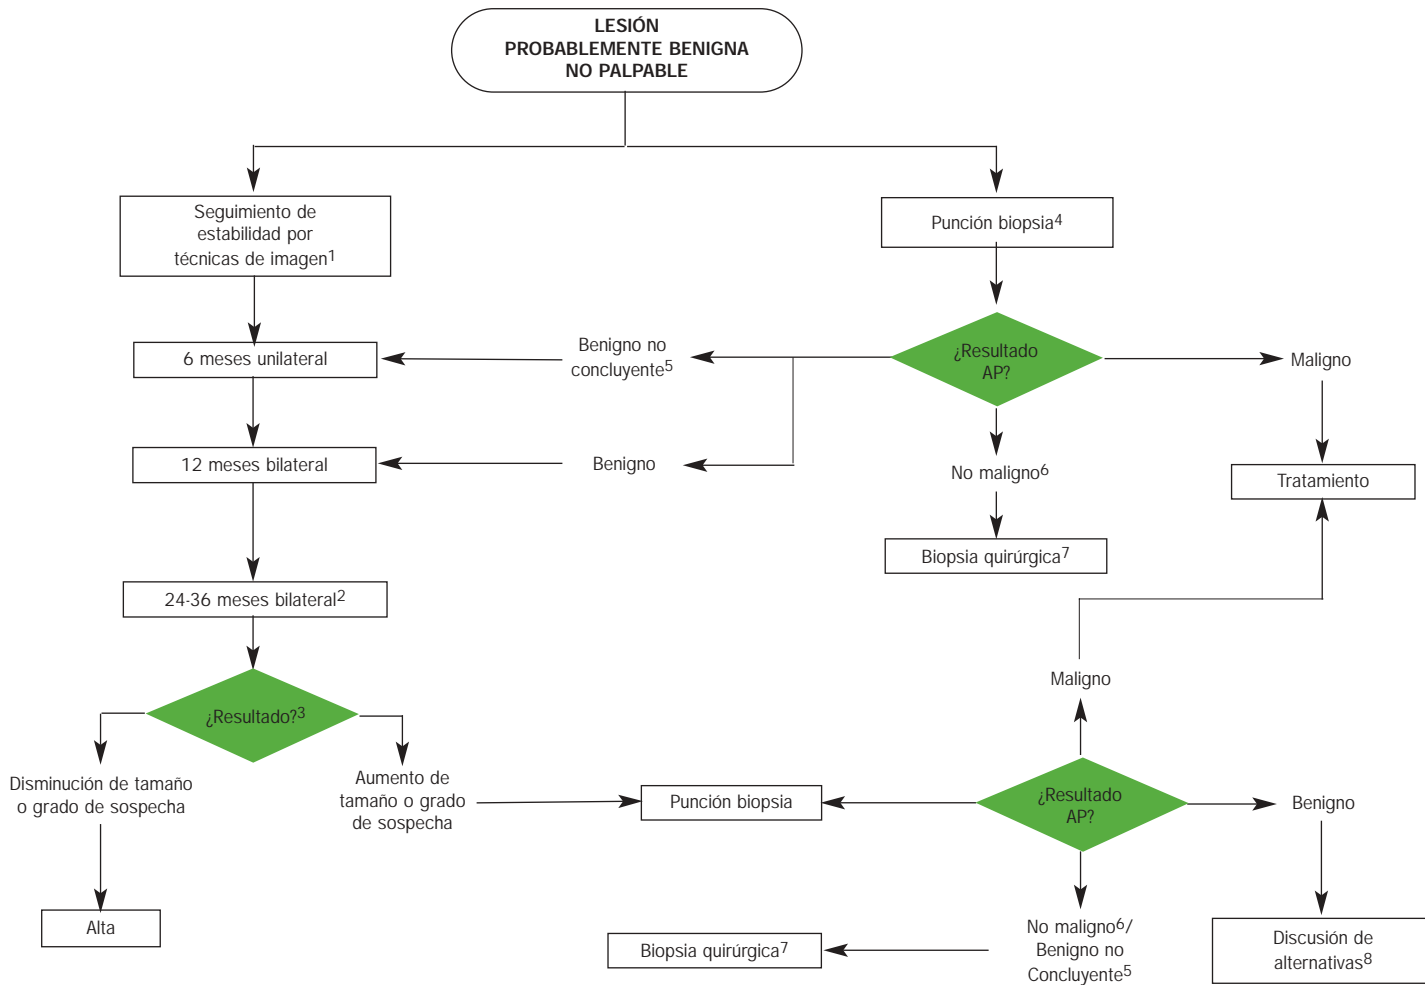 LESIÓN
PROBABLEMENTE BENIGNA
NO PALPABLE
Seguimiento de
estabilidad por
técnicas de imagen1
Punción biopsia4
6 meses unilateral
Benigno no
concluyente5
¿Resultado
AP?
Maligno
12 meses bilateral
Benigno
No maligno6
Tratamiento
Biopsia quirúrgica7
24-36 meses bilateral2
Maligno
¿Resultado?3
Disminución de tamaño
o grado de sospecha
Aumento de
tamaño o grado
de sospecha
Punción biopsia
¿Resultado
AP?
Benigno
Alta
No maligno6/
Benigno no
Concluyente5
Biopsia quirúrgica7
Discusión de
alternativas8